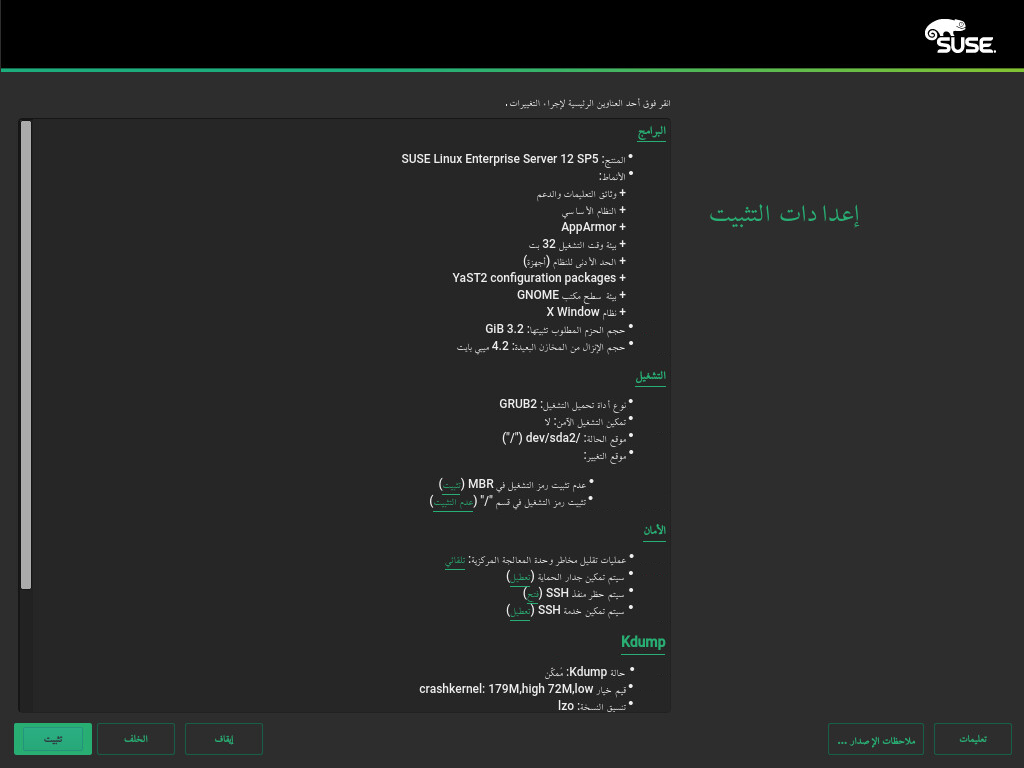 SUSE.
انقر فوق أحد العناوين الرئيسية لإجراء التغييرات.
إعدادات التثبيت
البرامج
• المنتج: SUSE Linux Enterprise Server 12 SP5
• الأنماط:
+ وثائق التعليمات والدعم
+ النظام الأساسي
+ AppArmor
+ بيئة وقت التشغيل 32 بت
+ الحد الأدنى للنظام (أجهزة)
+ YaST2 configuration packages
+ بيئة سطح مكتب GNOME
+ نظام X Window
• حجم الحزم المطلوب تثبيتها: 3.2 GiB
• حجم الإنزال من المخازن البعيدة: 4.2 ميبي بايت
التشغيل
• نوع أداة تحميل التشغيل: GRUB2
• تمكين التشغيل الآمن: لا
• موقع الحالة: /dev/sda2 ("/")
• موقع التغيير:
• عدم تثبيت رمز التشغيل في MBR (تثبيت)
• تثبيت رمز التشغيل في قسم "/" (عدم التثبيت)
الأمان
• عمليات تقليل مخاطر وحدة المعالجة المركزية: تلقائي
• سيتم تمكين جدار الحماية (تعطيل)
• سيتم حظر منفذ SSH (فتح)
• سيتم تمكين خدمة SSH (تعطيل)
Kdump
• حالة Kdump: مُمكّن
• قيم خيار crashkernel: 179M,high 72M,low
• تنسيق النسخة: lzo
تعليمات
ملاحظات الإصدار ...
إيقاف
الخلف
تثبيت